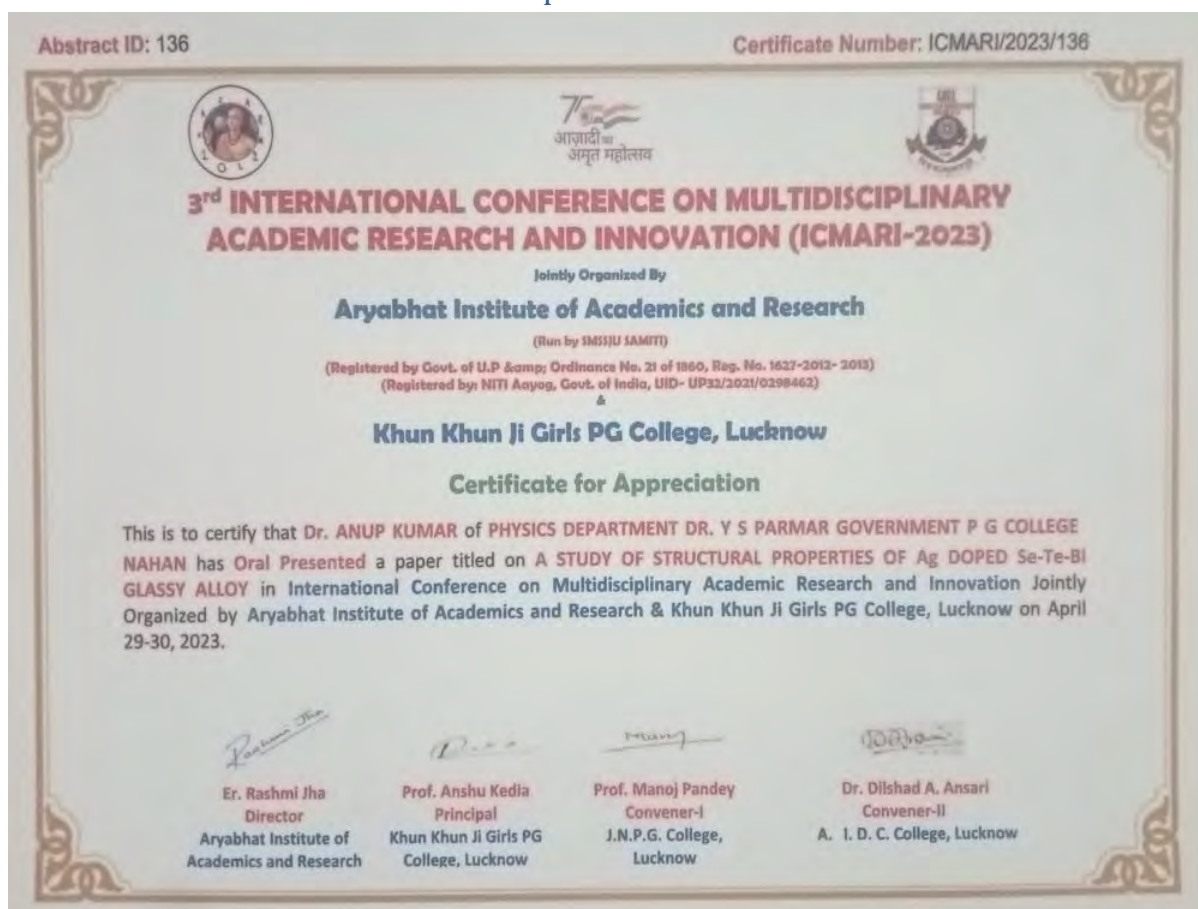 Abstract ID: 136
Certificate Number: ICMARI/2023/136
75
आज़ादी का
अमृत महोत्सव
3rd INTERNATIONAL CONFERENCE ON MULTIDISCIPLINARY
ACADEMIC RESEARCH AND INNOVATION (ICMARI-2023)
Jointly Organized By
Aryabhat Institute of Academics and Research
(Run by SMSSJU SAMITI)
(Registered by Govt. of U.P &amp; Ordinance No. 21 of 1860, Reg. No. 1627-2012- 2013)
(Registered by: NITI Aayog, Govt. of India, UID- UP32/2021/0298462)
&
Khun Khun Ji Girls PG College, Lucknow
Certificate for Appreciation
This is to certify that Dr. ANUP KUMAR of PHYSICS DEPARTMENT DR. Y S PARMAR GOVERNMENT P G COLLEGE
NAHAN has Oral Presented a paper titled on A STUDY OF STRUCTURAL PROPERTIES OF Ag DOPED Se-Te-Bi
GLASSY ALLOY in International Conference on Multidisciplinary Academic Research and Innovation Jointly
Organized by Aryabhat Institute of Academics and Research & Khun Khun Ji Girls PG College, Lucknow on April
29-30, 2023.
Rashmi Jha
Er. Rashmi Jha
Director
Aryabhat Institute of
Academics and Research
Prof. Anshu Kedia
Principal
Khun Khun Ji Girls PG
College, Lucknow
Prof. Manoj Pandey
Convener-I
J.N.P.G. College,
Lucknow
Dr. Dilshad A. Ansari
Convener-II
A. I. D. C. College, Lucknow